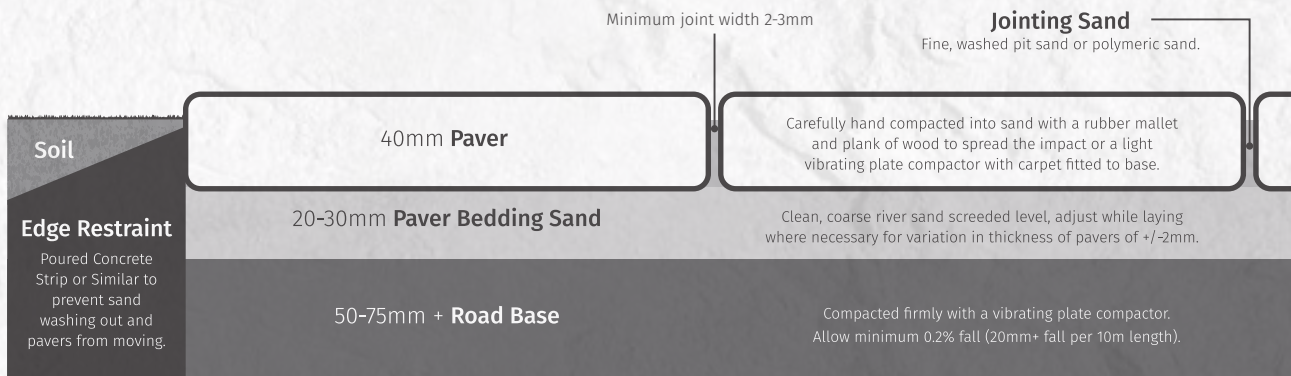 Minimum joint width 2-3mm
Jointing Sand
Fine, washed pit sand or polymeric sand.
Soil
40mm Paver
Carefully hand compacted into sand with a rubber mallet
and plank of wood to spread the impact or a light
vibrating plate compactor with carpet fitted to base.
Edge Restraint
Poured Concrete
Strip or Similar to
prevent sand
washing out and
pavers from moving.
20-30mm Paver Bedding Sand
Clean, coarse river sand screeded level, adjust while laying
where necessary for variation in thickness of pavers of +/-2mm.
50-75mm + Road Base
Compacted firmly with a vibrating plate compactor.
Allow minimum 0.2% fall (20mm+ fall per 10m length).